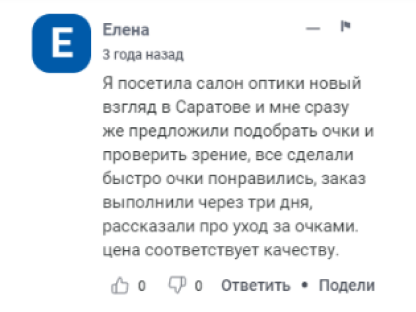 Е
Елена
3 года назад
Я посетила салон оптики новый
взгляд в Саратове и мне сразу
же предложили подобрать очки и
проверить зрение, все сделали
быстро очки понравились, заказ
выполнили через три дня,
рассказали про уход за очками.
цена соответствует качеству.
0 0 Ответить • Подели